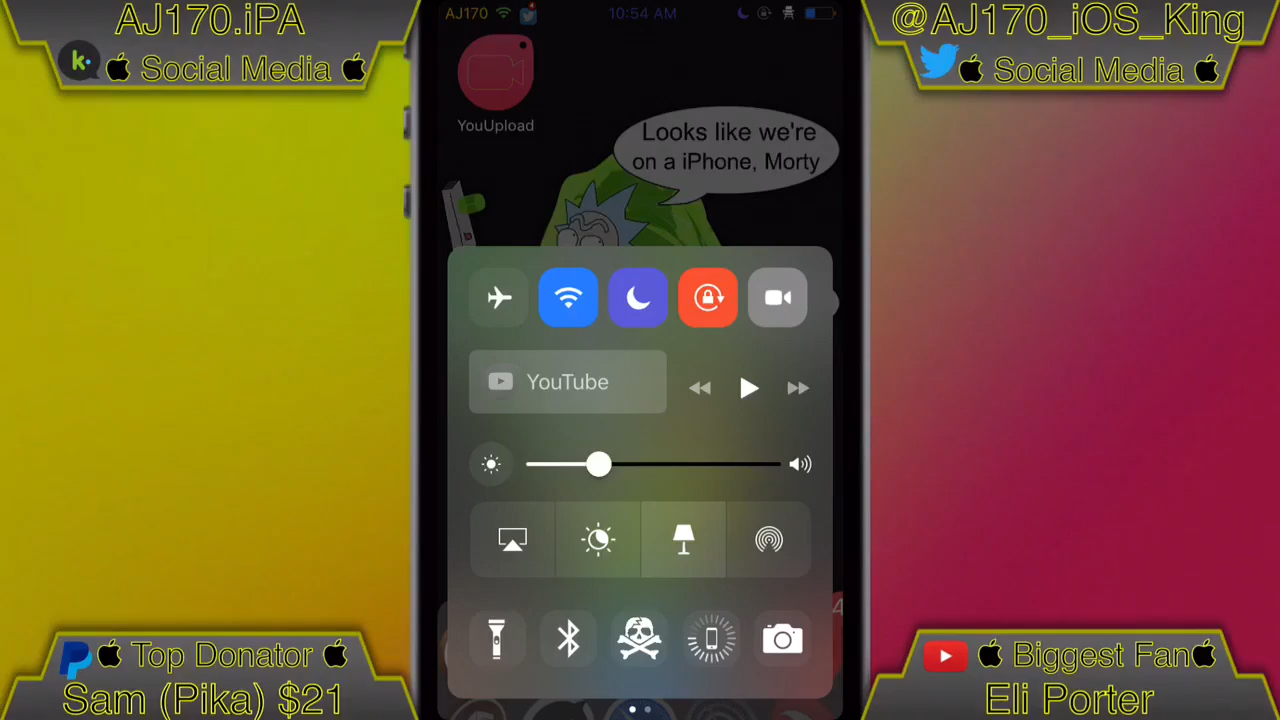 AJ170.iPA
Social Media
AJ170
10:54 AM
@AJ170_iOS_King
Social Media
YouUpload
Looks like we're
on a iPhone, Morty
YouTube
4
Top Donator
Sam (Pika) $21
Biggest Fan
Eli Porter